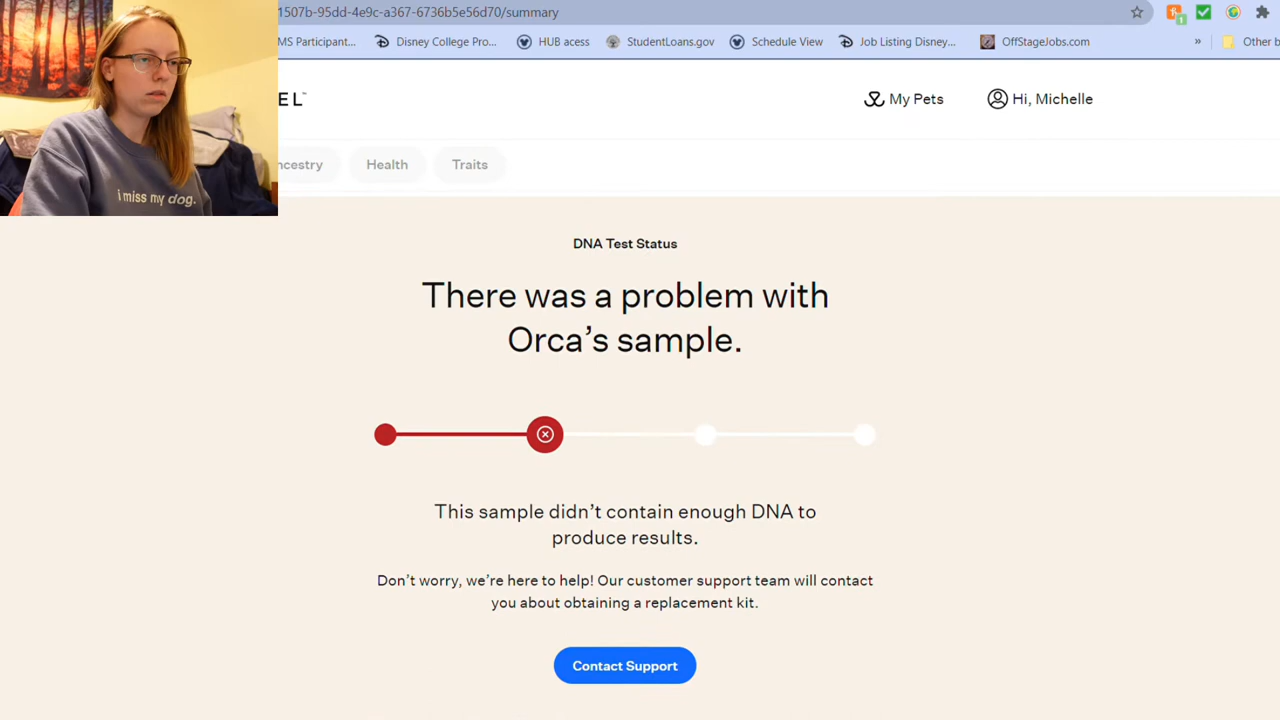 1507b-95dd-4e9c-a367-6736b5e56d70/summary
MS Participant... Disney College Pro... HUB acess StudentLoans.gov Schedule View Job Listing Disney... OffStageJobs.com » Other b
EL™ My Pets Hi, Michelle
ncestry Health Traits
i miss my dog.
DNA Test Status
There was a problem with
Orca’s sample.
This sample didn’t contain enough DNA to
produce results.
Don’t worry, we’re here to help! Our customer support team will contact
you about obtaining a replacement kit.
Contact Support